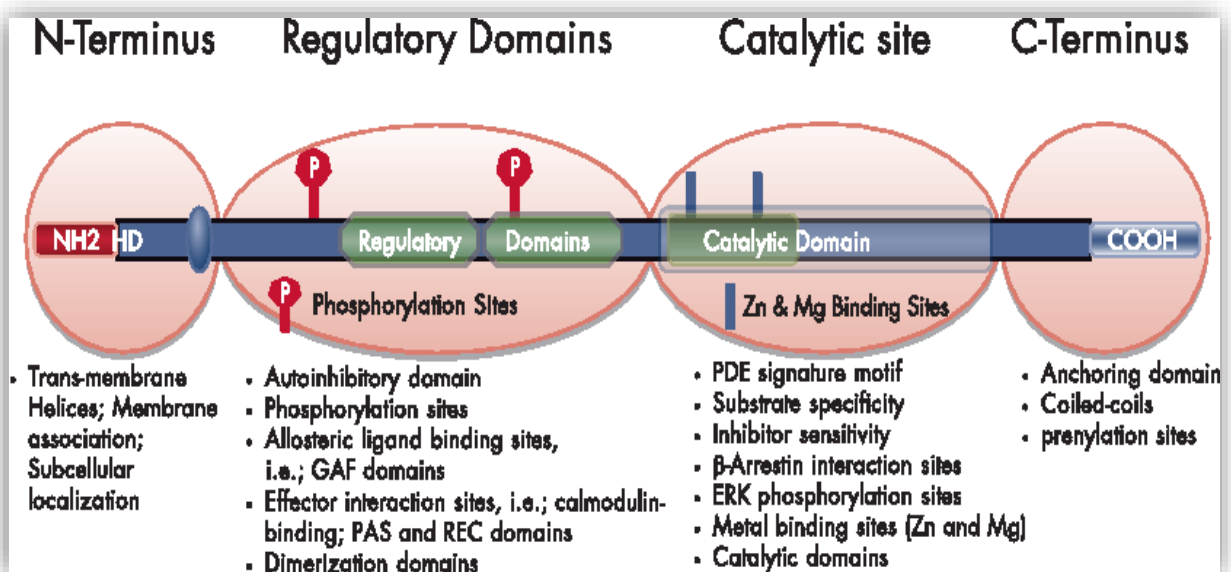 N-Terminus
Regulatory Domains
Catalytic site
C-Terminus
P
P
NH2 HD
Regulatory
Domains
Catalytic Domain
COOH
P Phosphorylation Sites
Zn & Mg Binding Sites
• Trans-membrane
Helices; Membrane
association;
Subcellular
localization
• Autoinhibitory domain
• Phosphorylation sites
• Allosteric ligand binding sites,
i.e.; GAF domains
• Effector interaction sites, i.e.; calmodulin-
binding; PAS and REC domains
• Dimerization domains
• PDE signature motif
• Substrate specificity
• Inhibitor sensitivity
• β-Arrestin interaction sites
• ERK phosphorylation sites
• Metal binding sites (Zn and Mg)
• Catalytic domains
• Anchoring domain
• Coiled-coils
• prenylation sites